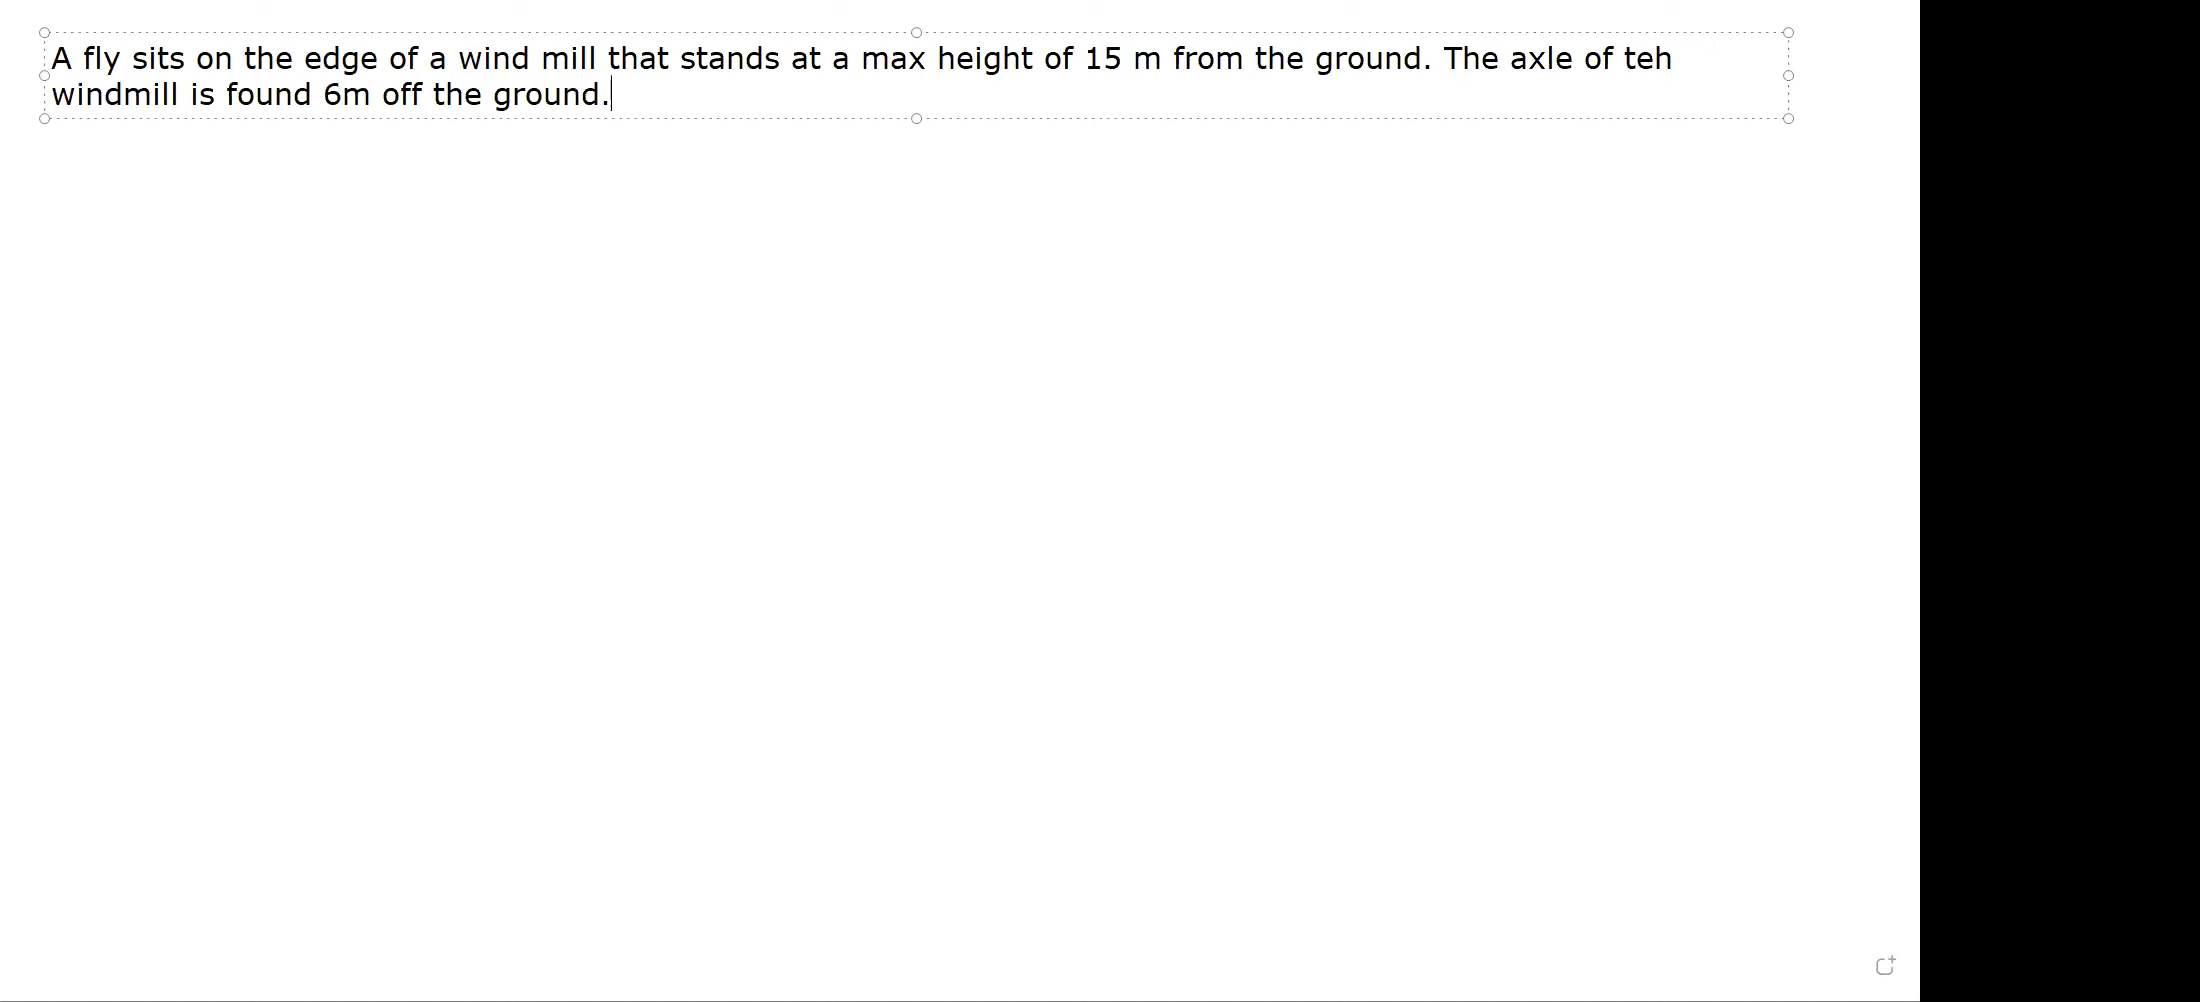 A fly sits on the edge of a wind mill that stands at a max height of 15 m from the ground. The axle of teh
windmill is found 6m off the ground.